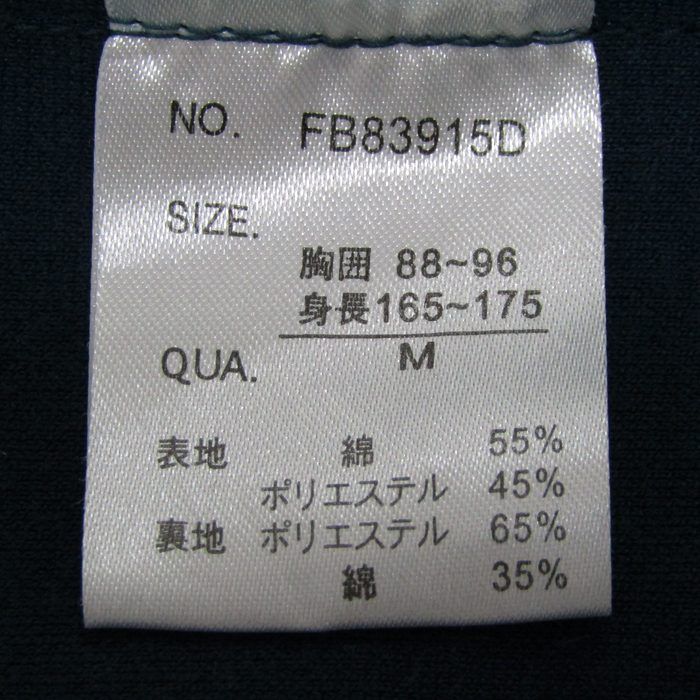 NO. FB83915D
SIZE.
胸囲 88~96
身長165~175
QUA. M
表地 綿 55%
ポリエステル 45%
裏地 ポリエステル 65%
綿 35%